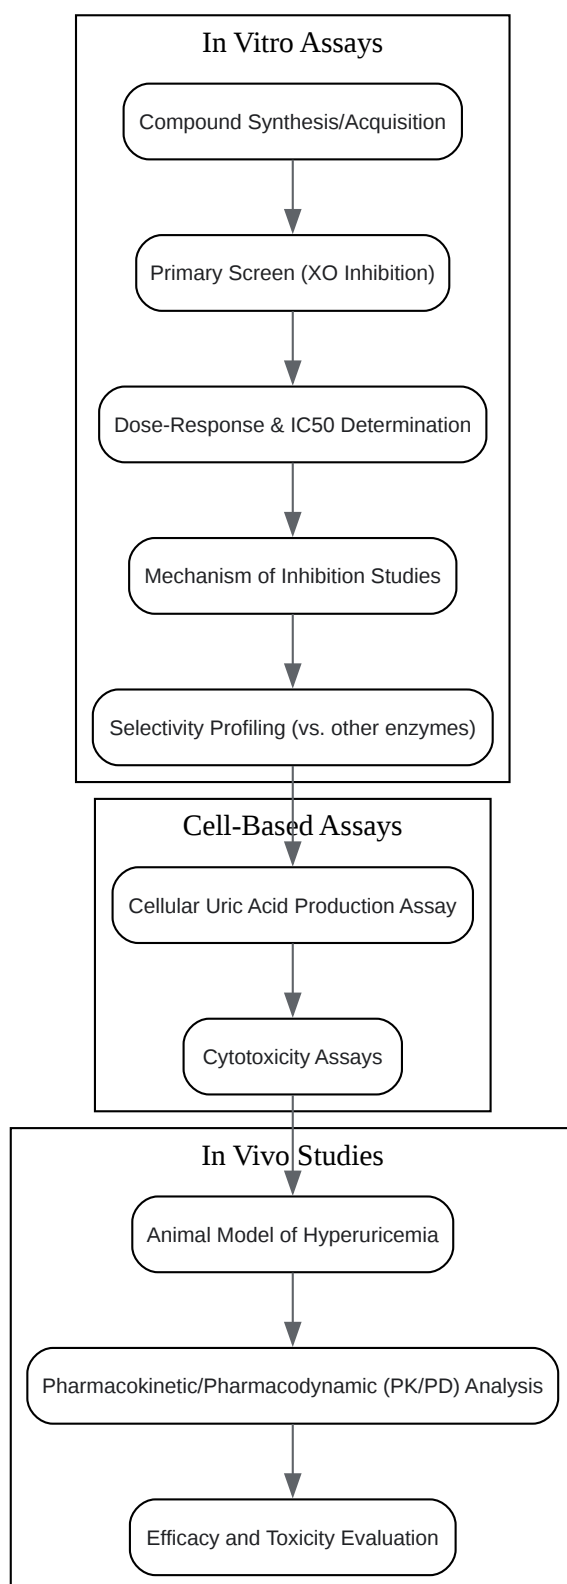 In Vitro Assays
Compound Synthesis/Acquisition
Primary Screen (XO Inhibition)
Dose-Response & IC50 Determination
Mechanism of Inhibition Studies
Selectivity Profiling (vs. other enzymes)
Cell-Based Assays
Cellular Uric Acid Production Assay
Cytotoxicity Assays
In Vivo Studies
Animal Model of Hyperuricemia
Pharmacokinetic/Pharmacodynamic (PK/PD) Analysis
Efficacy and Toxicity Evaluation